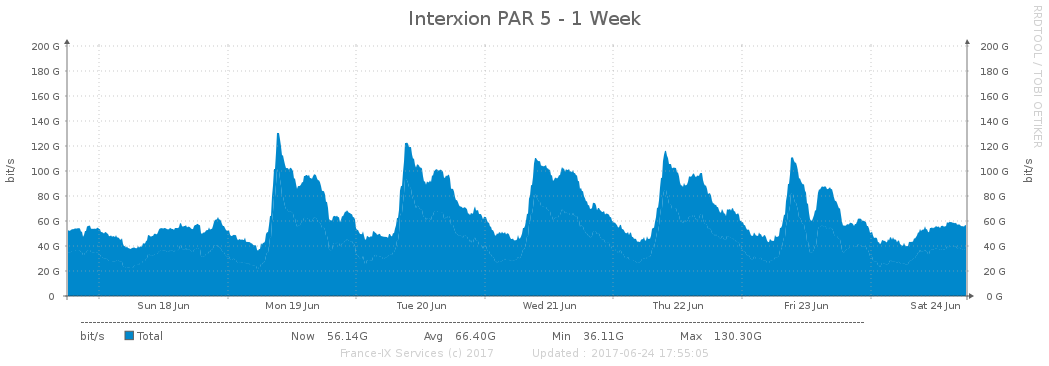 Interxion PAR 5 - 1 Week
RRDTOOL / TOBI OETIKER
bit/s
bit/s
200 G 200 G
180 G 180 G
160 G 160 G
140 G 140 G
120 G 120 G
100 G 100 G
80 G 80 G
60 G 60 G
40 G 40 G
20 G 20 G
0 0 G
Sun 18 Jun Mon 19 Jun Tue 20 Jun Wed 21 Jun Thu 22 Jun Fri 23 Jun Sat 24 Jun
bit/s Total Now 56.14G Avg 66.40G Min 36.11G Max 130.30G
France-IX Services (c) 2017 Updated : 2017-06-24 17:55:05